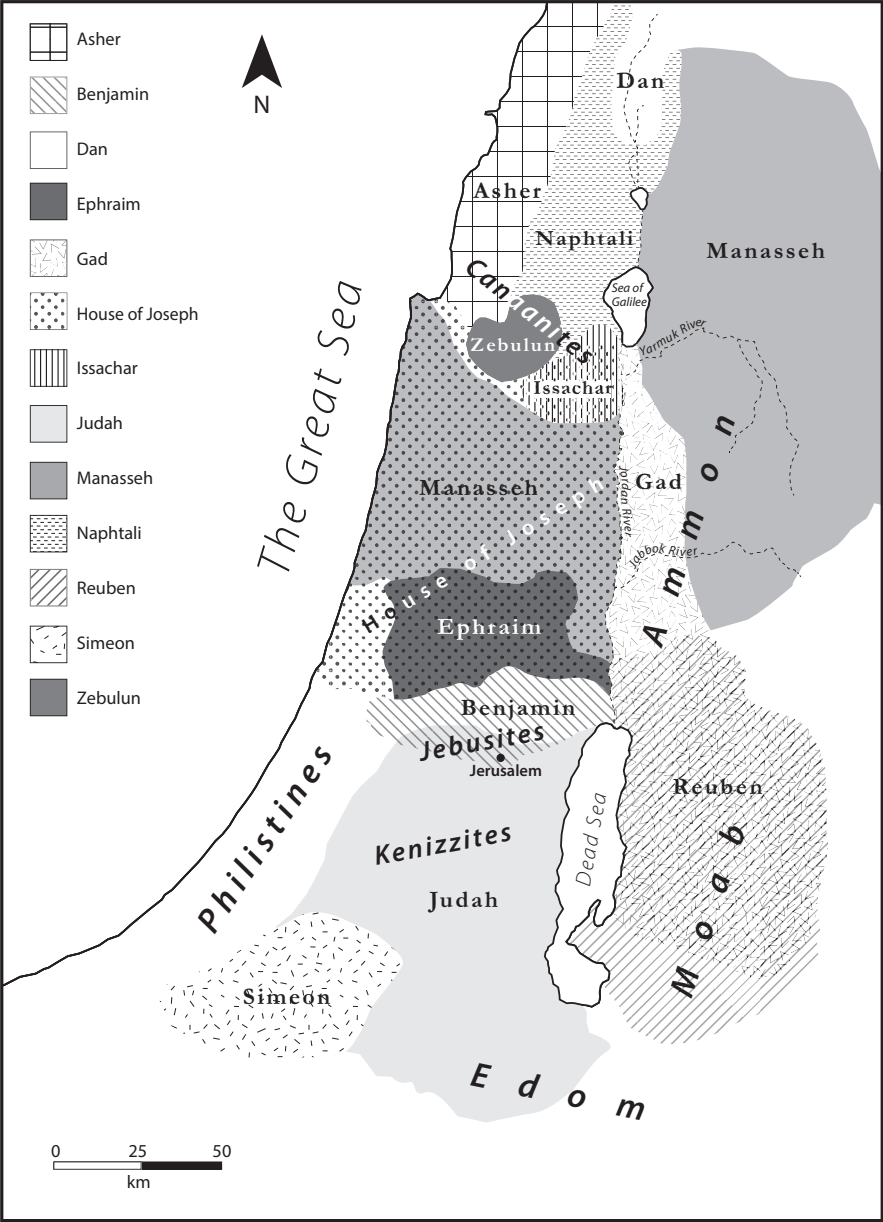 Asher
Benjamin
Dan
Ephraim
Gad
House of Joseph
Issachar
Judah
Manasseh
Naphtali
Reuben
Simeon
Zebulun
N
The Great Sea
Dan
Asher
Naphtali
Manasseh
Canaanites
Sea of
Galilee
Zebulun
Yarmuk River
Issachar
Manasseh
House of Joseph
Jordan River
Gad
Jabbok River
Ammon
Ephraim
Benjamin
Jebusites
Jerusalem
Philistines
Kenizzites
Judah
Dead Sea
Reuben
Moab
Simeon
Edom
0 25 50
km